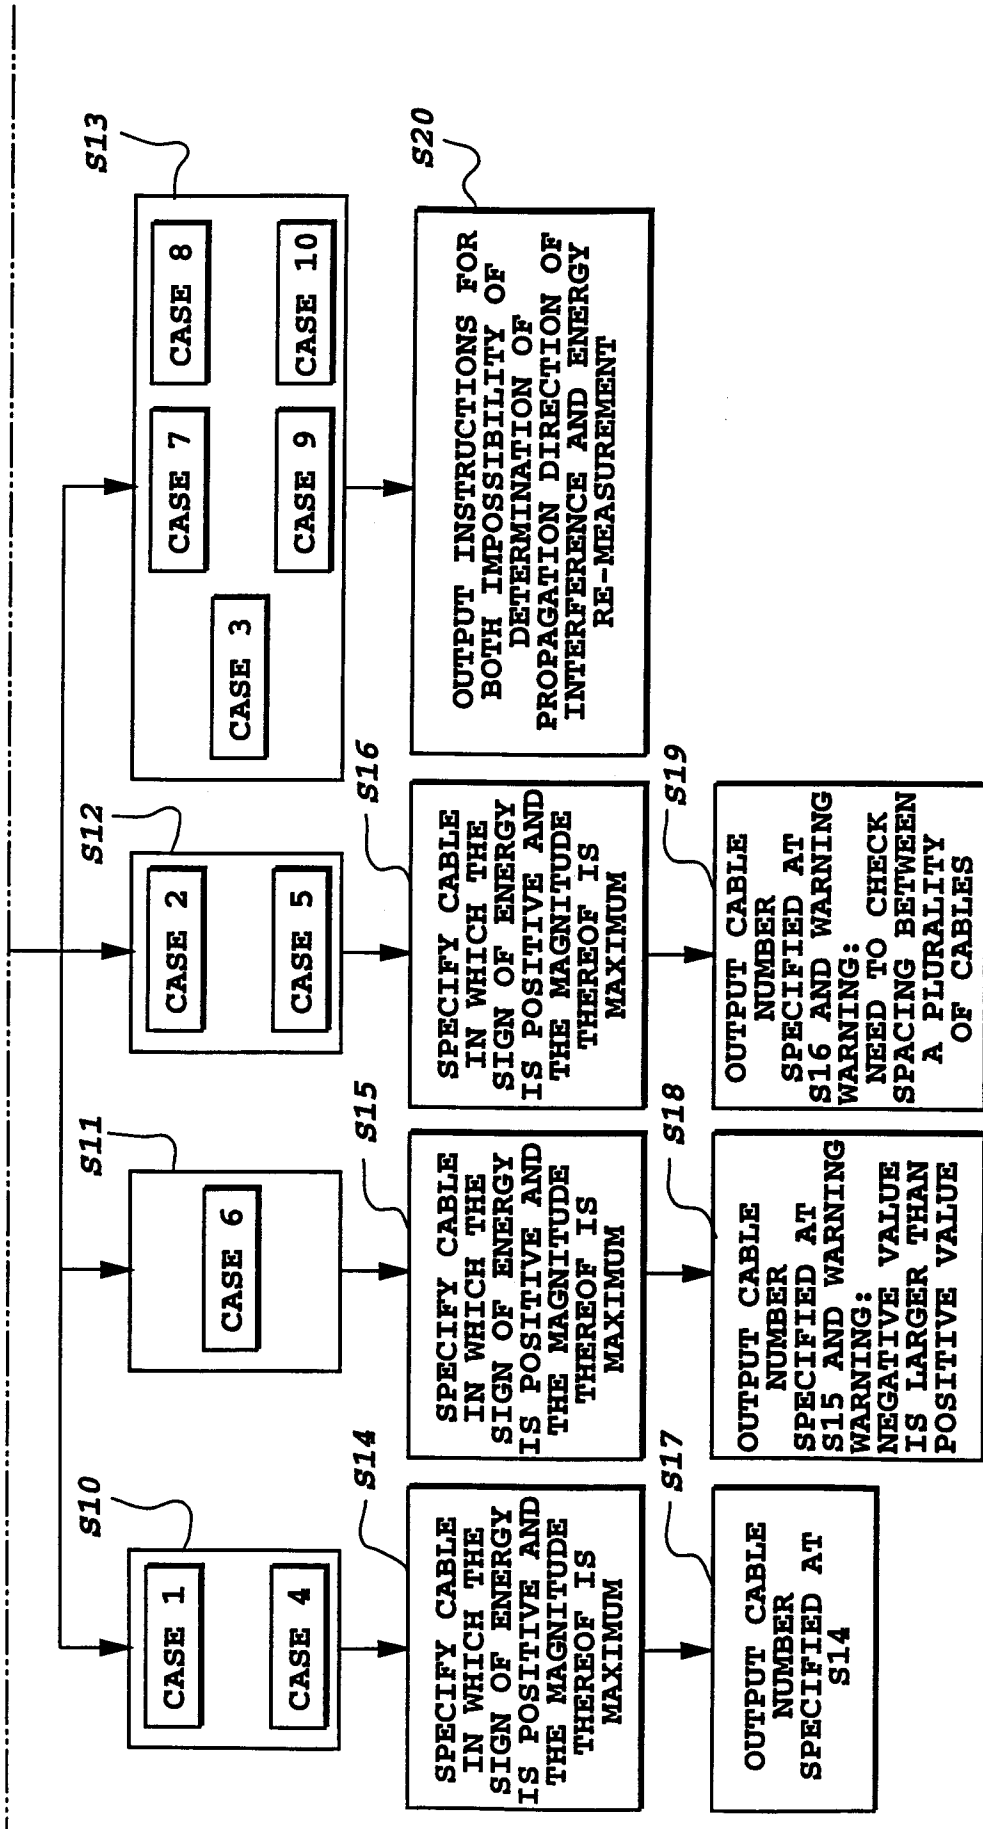 S10
CASE 1
CASE 4
S11
CASE 6
S12
CASE 2
CASE 5
S13
CASE 7
CASE 8
CASE 3
CASE 9
CASE 10
S14
SPECIFY CABLE
IN WHICH THE
SIGN OF ENERGY
IS POSITIVE AND
THE MAGNITUDE
THEREOF IS
MAXIMUM
S15
SPECIFY CABLE
IN WHICH THE
SIGN OF ENERGY
IS POSITIVE AND
THE MAGNITUDE
THEREOF IS
MAXIMUM
S16
SPECIFY CABLE
IN WHICH THE
SIGN OF ENERGY
IS POSITIVE AND
THE MAGNITUDE
THEREOF IS
MAXIMUM
S20
OUTPUT INSTRUCTIONS FOR
BOTH IMPOSSIBILITY OF
DETERMINATION OF
PROPAGATION DIRECTION OF
INTERFERENCE AND ENERGY
RE-MEASUREMENT
S17
OUTPUT CABLE
NUMBER
SPECIFIED AT
S14
S18
OUTPUT CABLE
NUMBER
SPECIFIED AT
S15 AND WARNING
WARNING:
NEGATIVE VALUE
IS LARGER THAN
POSITIVE VALUE
S19
OUTPUT CABLE
NUMBER
SPECIFIED AT
S16 AND WARNING
WARNING:
NEED TO CHECK
SPACING BETWEEN
A PLURALITY
OF CABLES